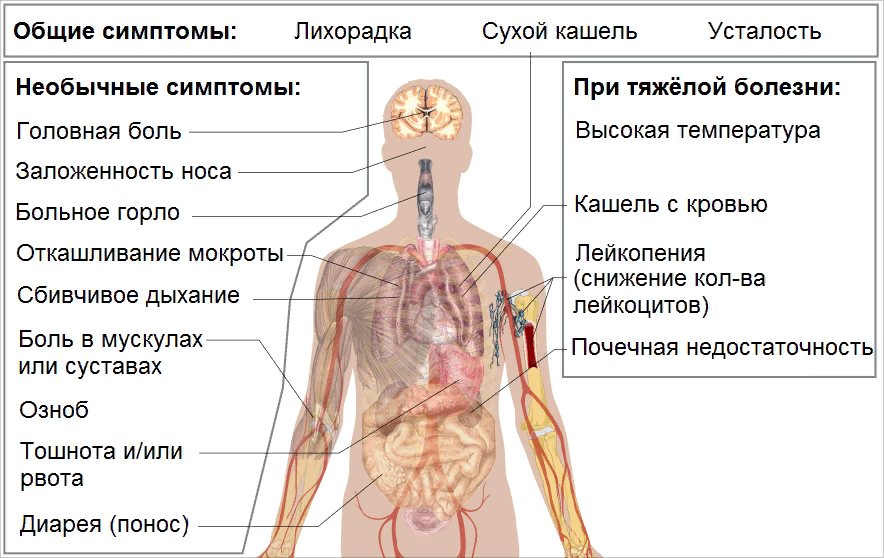 Общие симптомы: Лихорадка Сухой кашель Усталость
Необычные симптомы:
Головная боль
Заложенность носа
Больное горло
Откашливание мокроты
Сбивчивое дыхание
Боль в мускулах
или суставах
Озноб
Тошнота и/или
рвота
Диарея (понос)
При тяжёлой болезни:
Высокая температура
Кашель с кровью
Лейкопения
(снижение кол-ва
лейкоцитов)
Почечная недостаточность